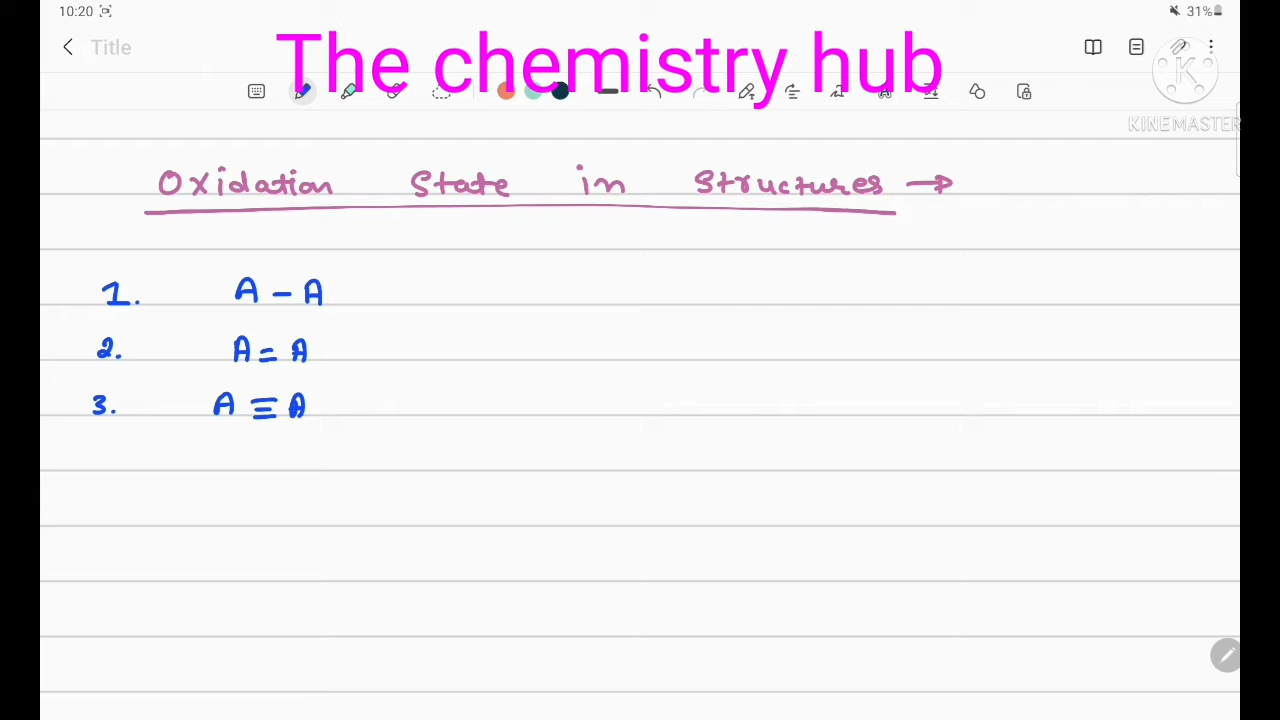 10:20 31%
Title
The chemistry hub
K
KINEMASTER
Oxidation State in Structures →
1. A - A
2. A = A
3. A ≡ A